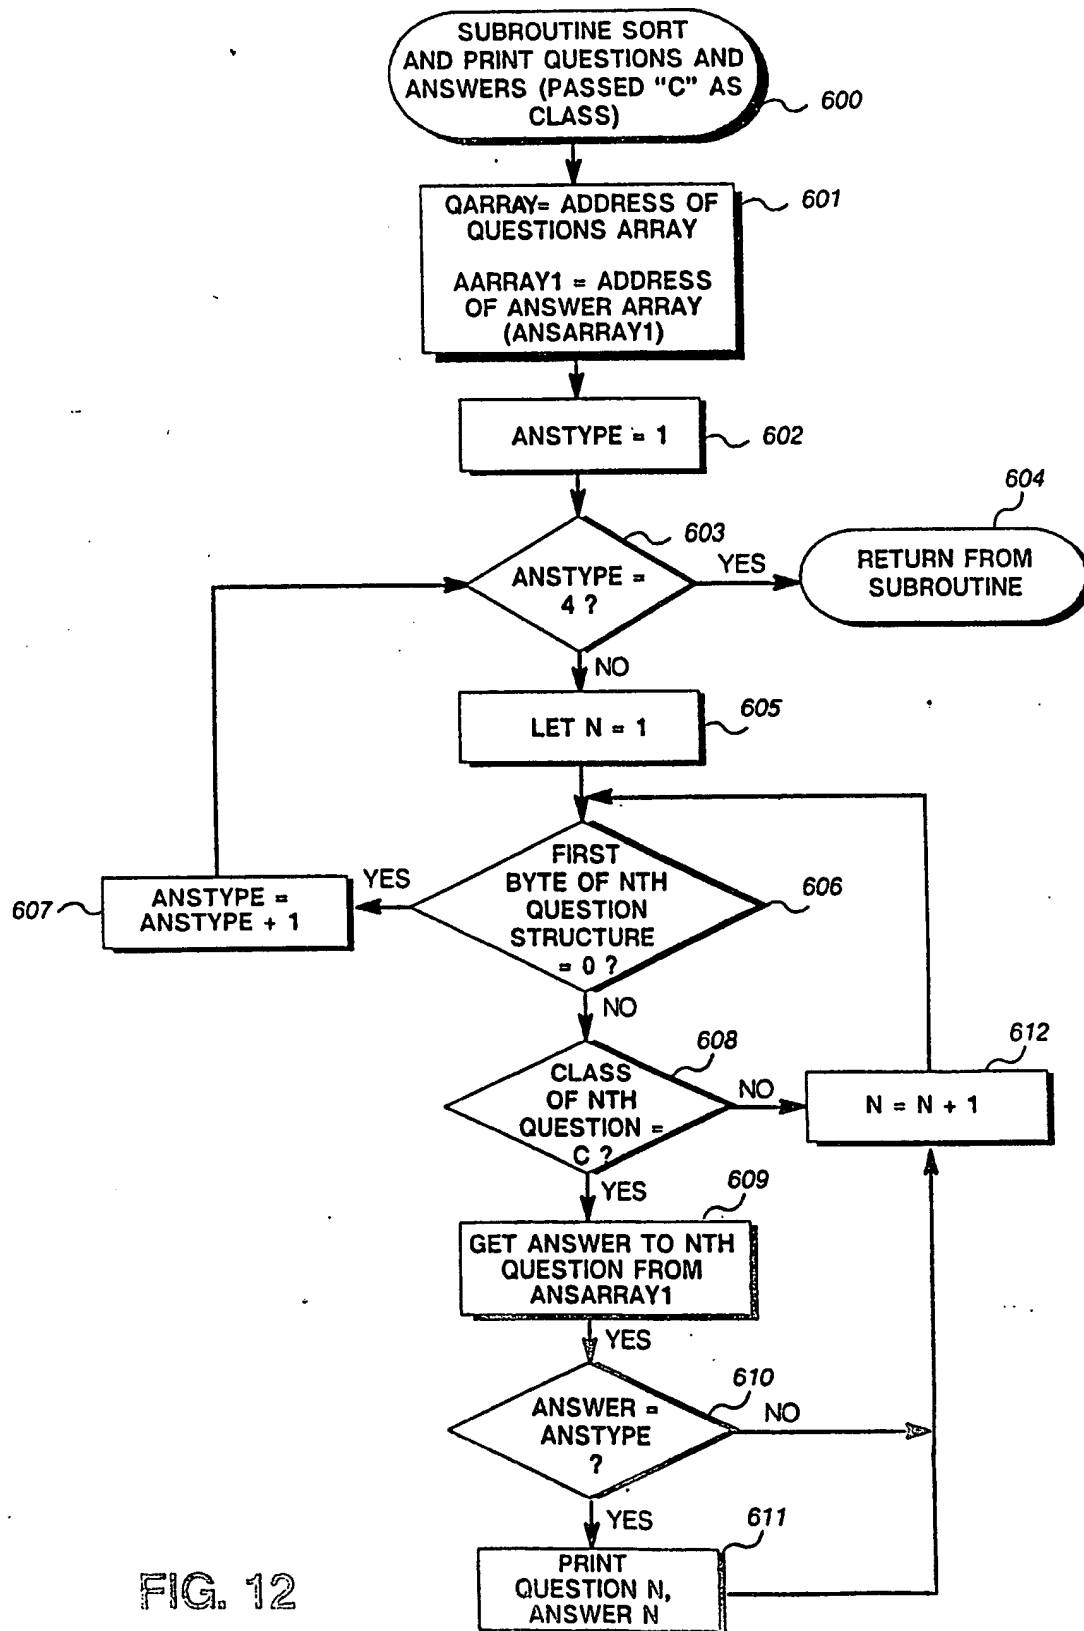 SUBROUTINE SORT
AND PRINT QUESTIONS AND
ANSWERS (PASSED "C" AS
CLASS)
600
QARRAY= ADDRESS OF
QUESTIONS ARRAY
AARRAY1 = ADDRESS
OF ANSWER ARRAY
(ANSARRAY1)
601
ANSTYPE = 1
602
603
ANSTYPE =
4 ?
YES
604
RETURN FROM
SUBROUTINE
NO
LET N = 1
605
FIRST
BYTE OF NTH
QUESTION
STRUCTURE
= 0 ?
606
YES
607
ANSTYPE =
ANSTYPE + 1
NO
608
CLASS
OF NTH
QUESTION =
C ?
NO
612
N = N + 1
YES
609
GET ANSWER TO NTH
QUESTION FROM
ANSARRAY1
YES
610
ANSWER =
ANSTYPE
?
NO
YES
611
PRINT
QUESTION N,
ANSWER N
FIG. 12